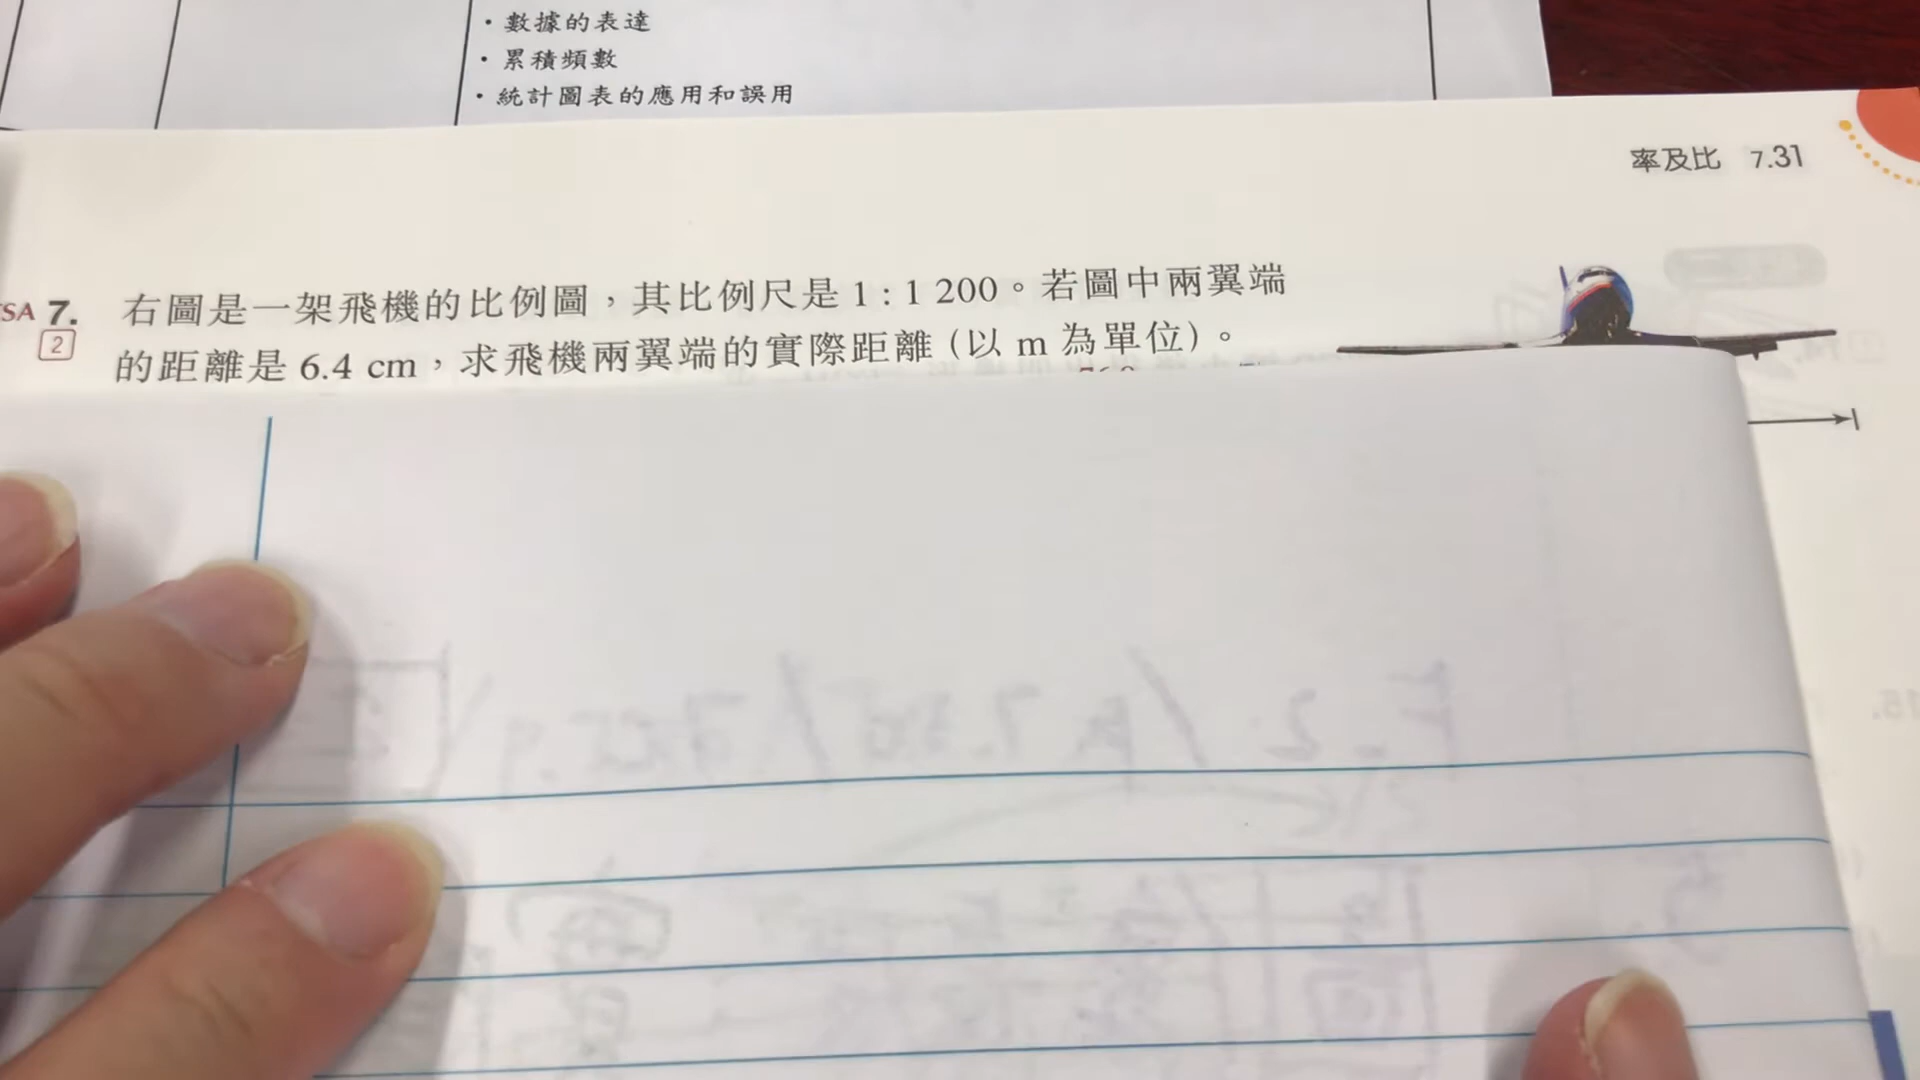 ・數據的表達
・累積頻數
・統計圖表的應用和誤用
率及比 7.31
SA 7. 右圖是一架飛機的比例圖，其比例尺是 1 : 1 200。若圖中兩翼端
2 的距離是 6.4 cm，求飛機兩翼端的實際距離 (以 m 為單位)。